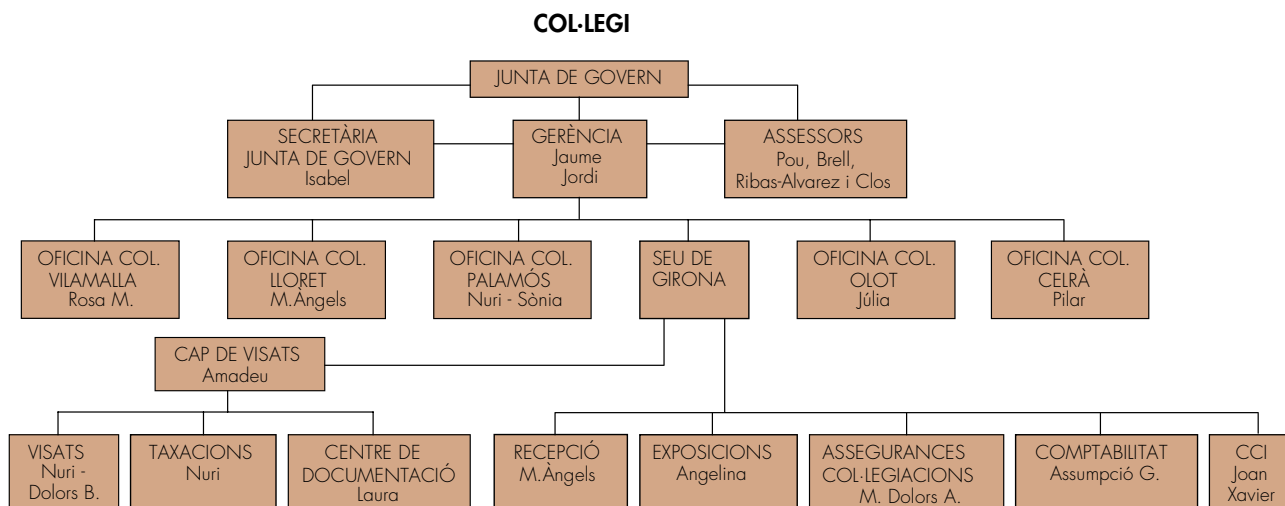 COL·LEGI
JUNTA DE GOVERN
SECRETÀRIA
JUNTA DE GOVERN
Isabel
GERÈNCIA
Jaume
Jordi
ASSESSORS
Pou, Brell,
Ribas-Alvarez i Clos
OFICINA COL.
VILAMALLA
Rosa M.
OFICINA COL.
LLORET
M.Àngels
OFICINA COL.
PALAMÓS
Nuri - Sònia
SEU DE
GIRONA
OFICINA COL.
OLOT
Júlia
OFICINA COL.
CELRÀ
Pilar
CAP DE VISATS
Amadeu
VISATS
Nuri -
Dolors B.
TAXACIONS
Nuri
CENTRE DE
DOCUMENTACIÓ
Laura
RECEPCIÓ
M.Àngels
EXPOSICIONS
Angelina
ASSEGURANCES
COL·LEGIACIONS
M. Dolors A.
COMPTABILITAT
Assumpció G.
CCI
Joan
Xavier